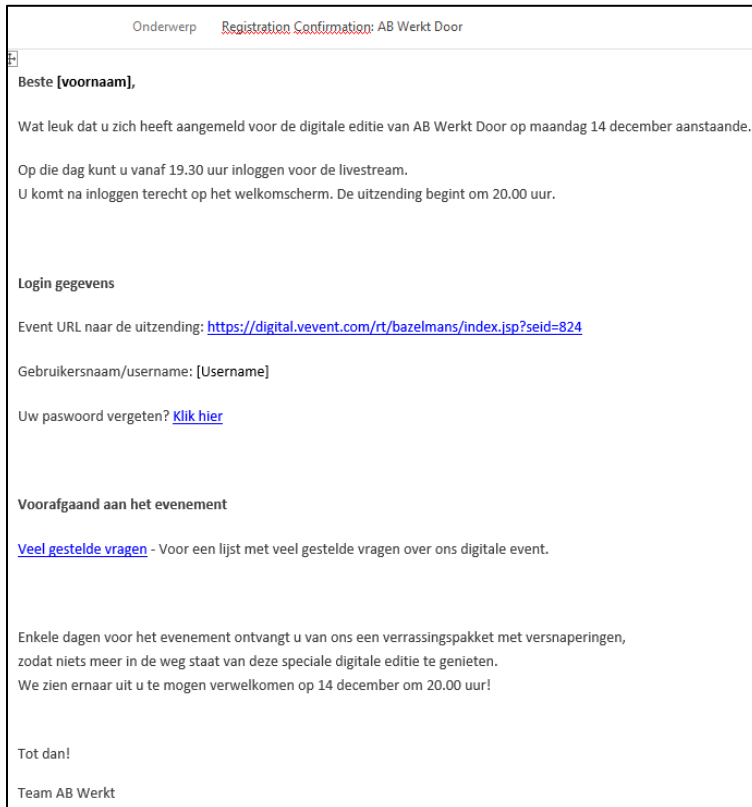 Onderwerp Registration Confirmation: AB Werkt Door
Beste [voornaam],
Wat leuk dat u zich heeft aangemeld voor de digitale editie van AB Werkt Door op maandag 14 december aanstaande.
Op die dag kunt u vanaf 19.30 uur inloggen voor de livestream.
U komt na inloggen terecht op het welkomscherm. De uitzending begint om 20.00 uur.
Login gegevens
Event URL naar de uitzending: https://digital.vevent.com/rt/bazelmans/index.jsp?seid=824
Gebruikersnaam/username: [Username]
Uw paswoord vergeten? Klik hier
Voorafgaand aan het evenement
Veel gestelde vragen - Voor een lijst met veel gestelde vragen over ons digitale event.
Enkele dagen voor het evenement ontvangt u van ons een verrassingspakket met versnaperingen,
zodat niets meer in de weg staat van deze speciale digitale editie te genieten.
We zien ernaar uit u te mogen verwelkomen op 14 december om 20.00 uur!
Tot dan!
Team AB Werkt